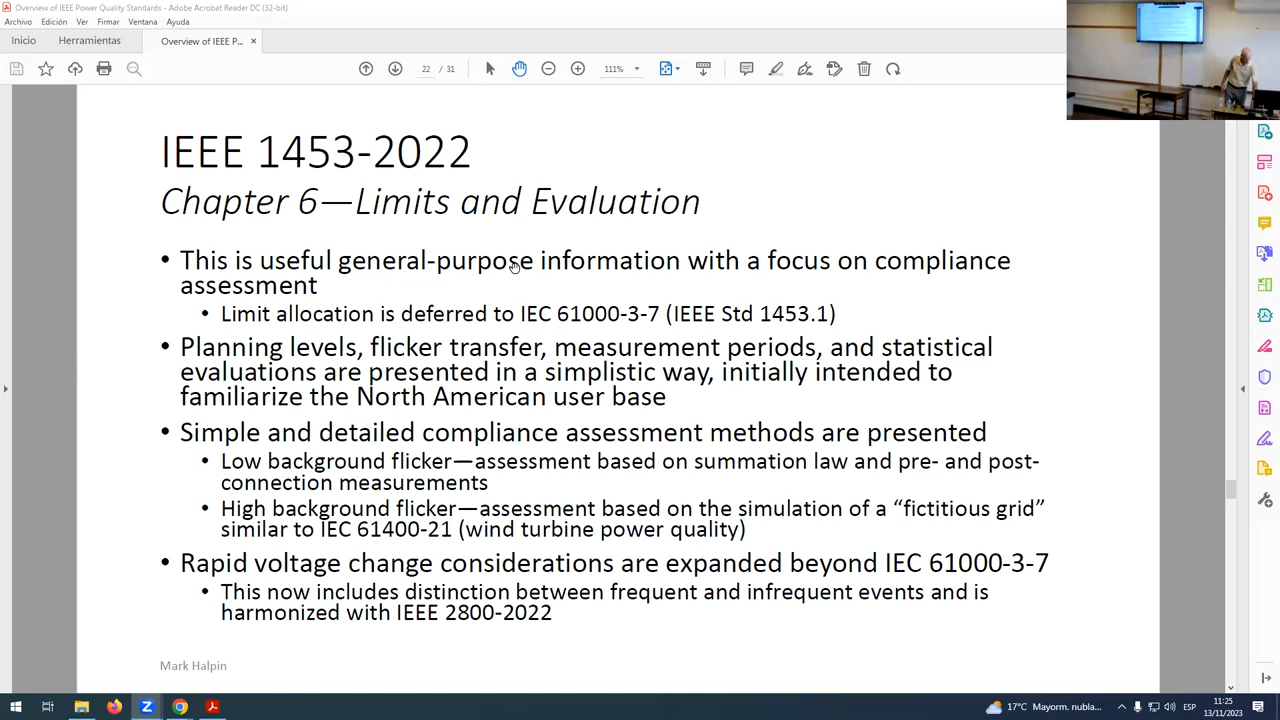 Overview of IEEE Power Quality Standards - Adobe Acrobat Reader DC (32-bit)
Archivo Edición Ver Firmar Ventana Ayuda
Inicio Herramientas Overview of IEEE P... ×
22 / 31 111%
IEEE 1453-2022
Chapter 6—Limits and Evaluation
• This is useful general-purpose information with a focus on compliance
assessment
• Limit allocation is deferred to IEC 61000-3-7 (IEEE Std 1453.1)
• Planning levels, flicker transfer, measurement periods, and statistical
evaluations are presented in a simplistic way, initially intended to
familiarize the North American user base
• Simple and detailed compliance assessment methods are presented
• Low background flicker—assessment based on summation law and pre- and post-
connection measurements
• High background flicker—assessment based on the simulation of a “fictitious grid”
similar to IEC 61400-21 (wind turbine power quality)
• Rapid voltage change considerations are expanded beyond IEC 61000-3-7
• This now includes distinction between frequent and infrequent events and is
harmonized with IEEE 2800-2022
Mark Halpin
17°C Mayorm. nubla... ESP 11:25
13/11/2023